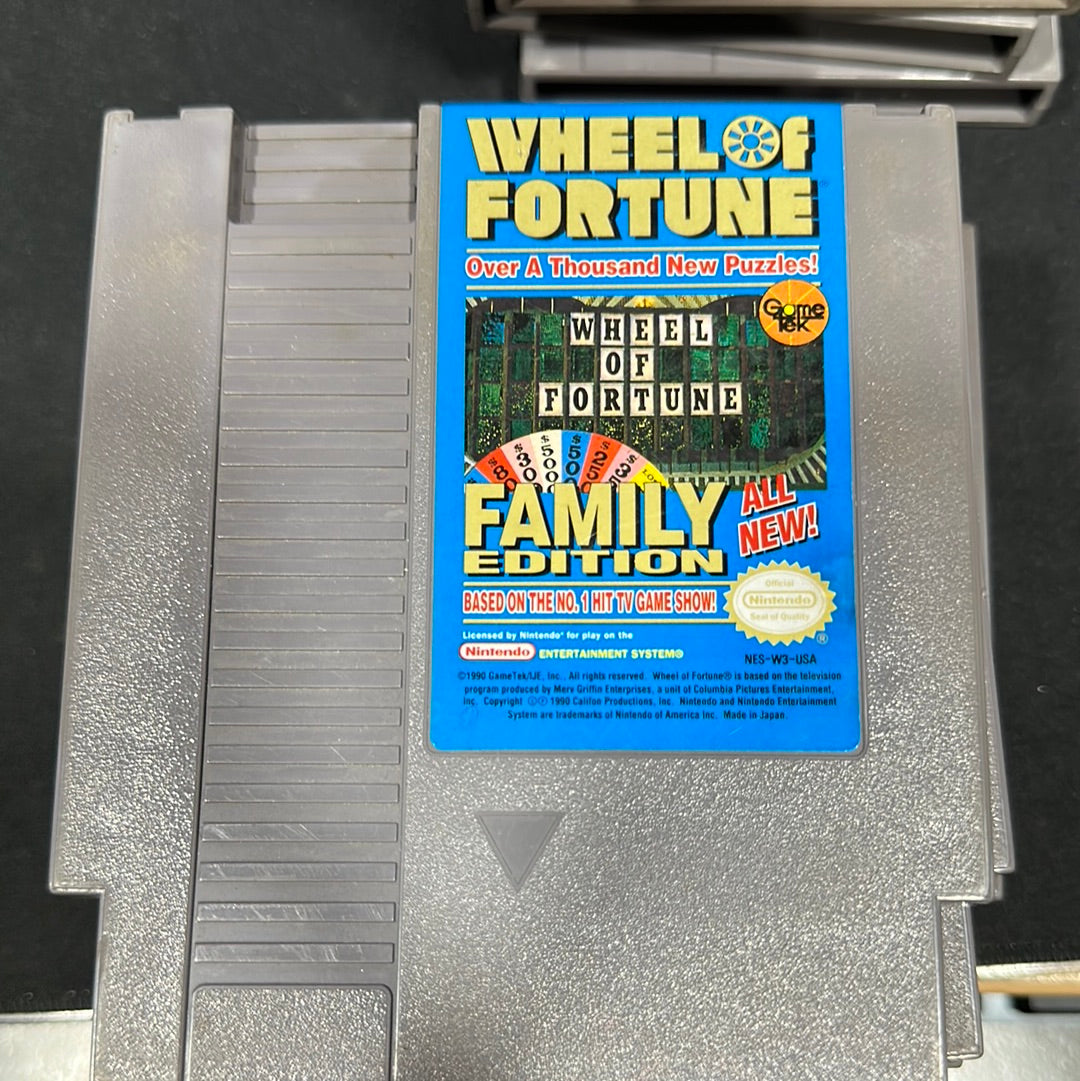 WHEEL of
FORTUNE
Over A Thousand New Puzzles!
Game
Tek
WHEEL
OF
FORTUNE
FAMILY
EDITION
ALL
NEW!
BASED ON THE NO. 1 HIT TV GAME SHOW!
Official
Nintendo
Seal of Quality
®
Licensed by Nintendo® for play on the
Nintendo ENTERTAINMENT SYSTEM®
NES-W3-USA
©1990 GameTek/IJE, Inc., All rights reserved. Wheel of Fortune® is based on the television
program produced by Merv Griffin Enterprises, a unit of Columbia Pictures Entertainment,
Inc. Copyright ©℗ 1990 Califon Productions, Inc. Nintendo and Nintendo Entertainment
System are trademarks of Nintendo of America Inc. Made in Japan.